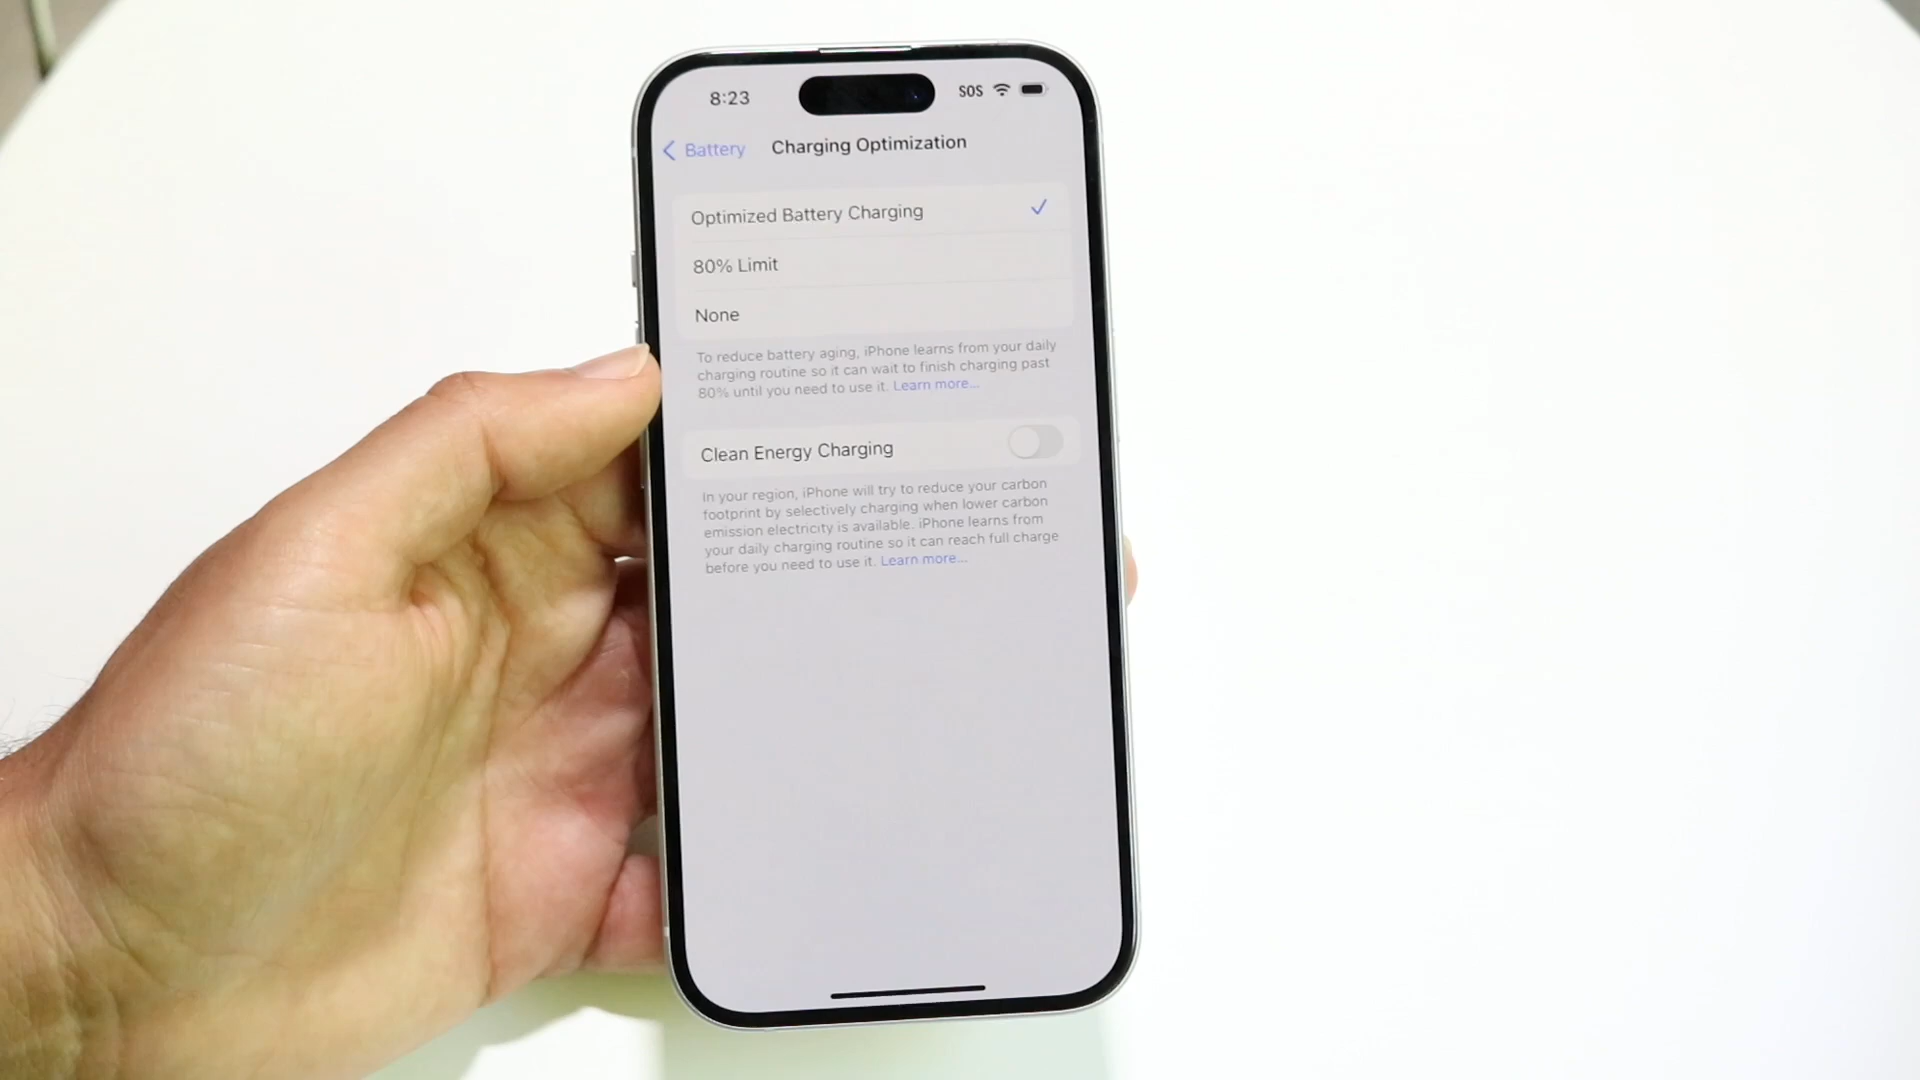 8:23
SOS
Battery
Charging Optimization
Optimized Battery Charging
80% Limit
None
To reduce battery aging, iPhone learns from your daily
charging routine so it can wait to finish charging past
80% until you need to use it. Learn more...
Clean Energy Charging
In your region, iPhone will try to reduce your carbon
footprint by selectively charging when lower carbon
emission electricity is available. iPhone learns from
your daily charging routine so it can reach full charge
before you need to use it. Learn more...